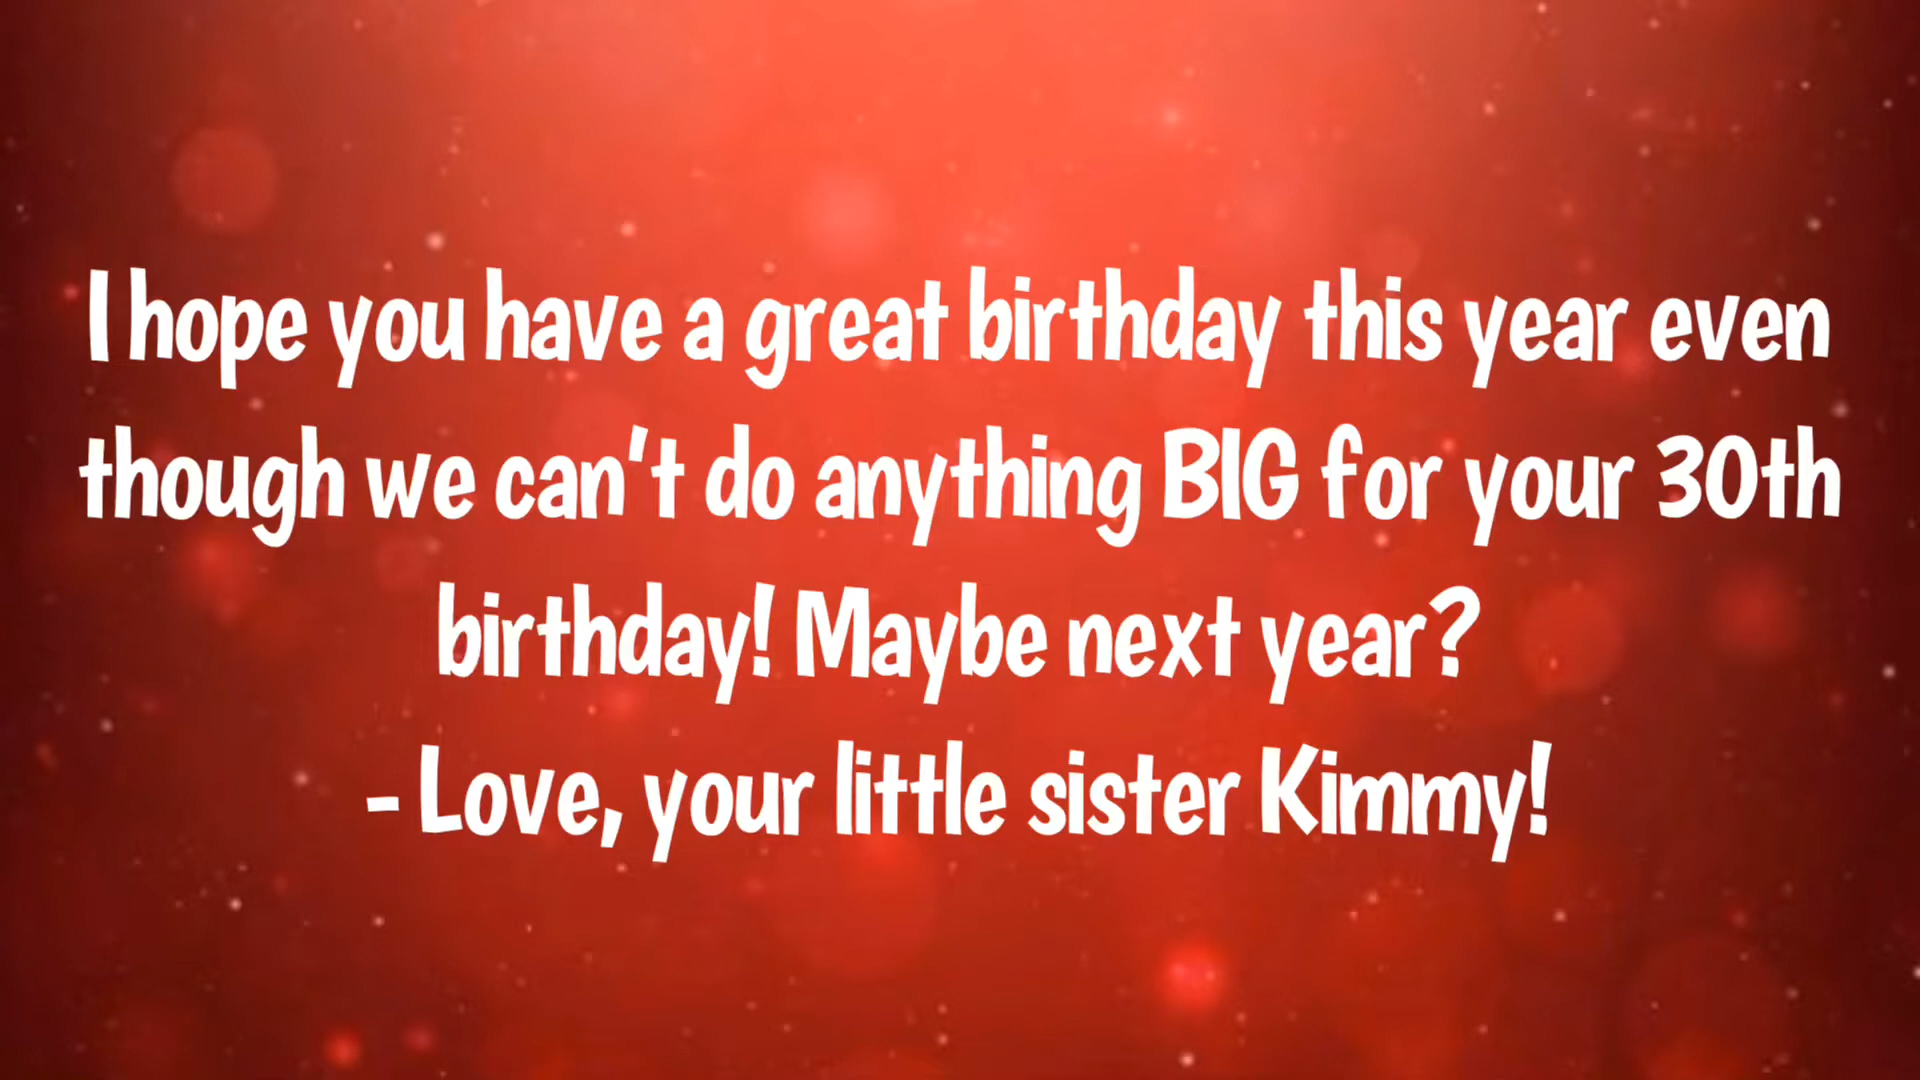 I hope you have a great birthday this year even
though we can't do anything BIG for your 30th
birthday! Maybe next year?
- Love, your little sister Kimmy!